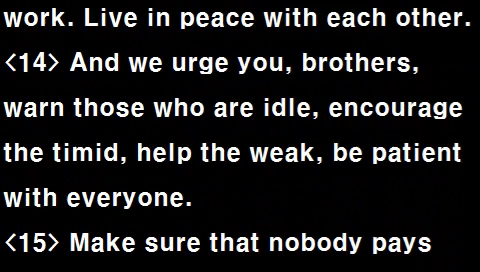 work. Live in peace with each other.
<14> And we urge you, brothers,
warn those who are idle, encourage
the timid, help the weak, be patient
with everyone.
<15> Make sure that nobody pays